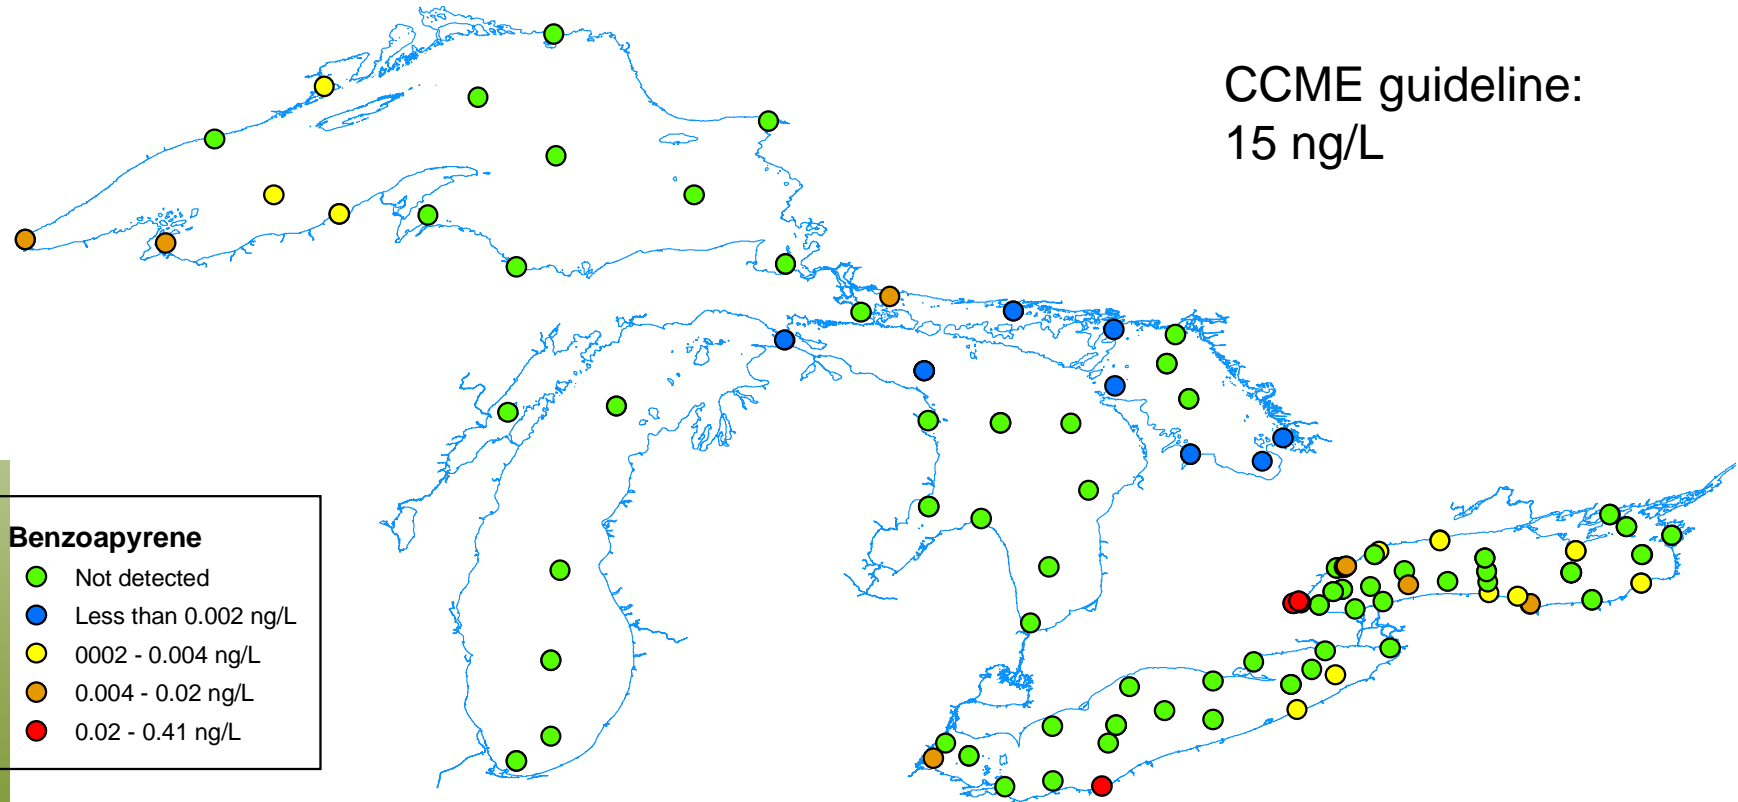 CCME guideline:
15 ng/L
Benzoapyrene
Not detected
Less than 0.002 ng/L
0002 - 0.004 ng/L
0.004 - 0.02 ng/L
0.02 - 0.41 ng/L